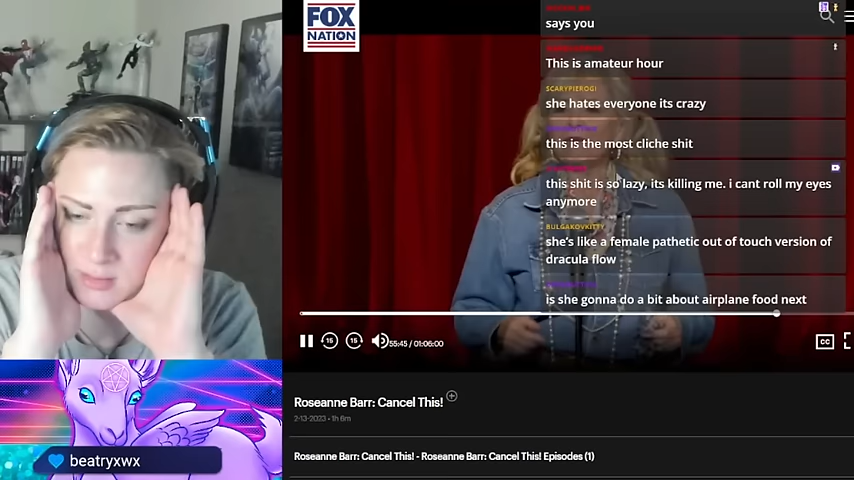 FOX
NATION
says you
This is amateur hour
SCARYPIEROGI
she hates everyone its crazy
this is the most cliche shit
this shit is so lazy, its killing me. i cant roll my eyes
anymore
BULGAKOVKITTY
she's like a female pathetic out of touch version of
dracula flow
is she gonna do a bit about airplane food next
15
15
55:45 / 01:06:00
CC
Roseanne Barr: Cancel This!
2-13-2023 • 1h 6m
Roseanne Barr: Cancel This! - Roseanne Barr: Cancel This! Episodes (1)
beatryxwx